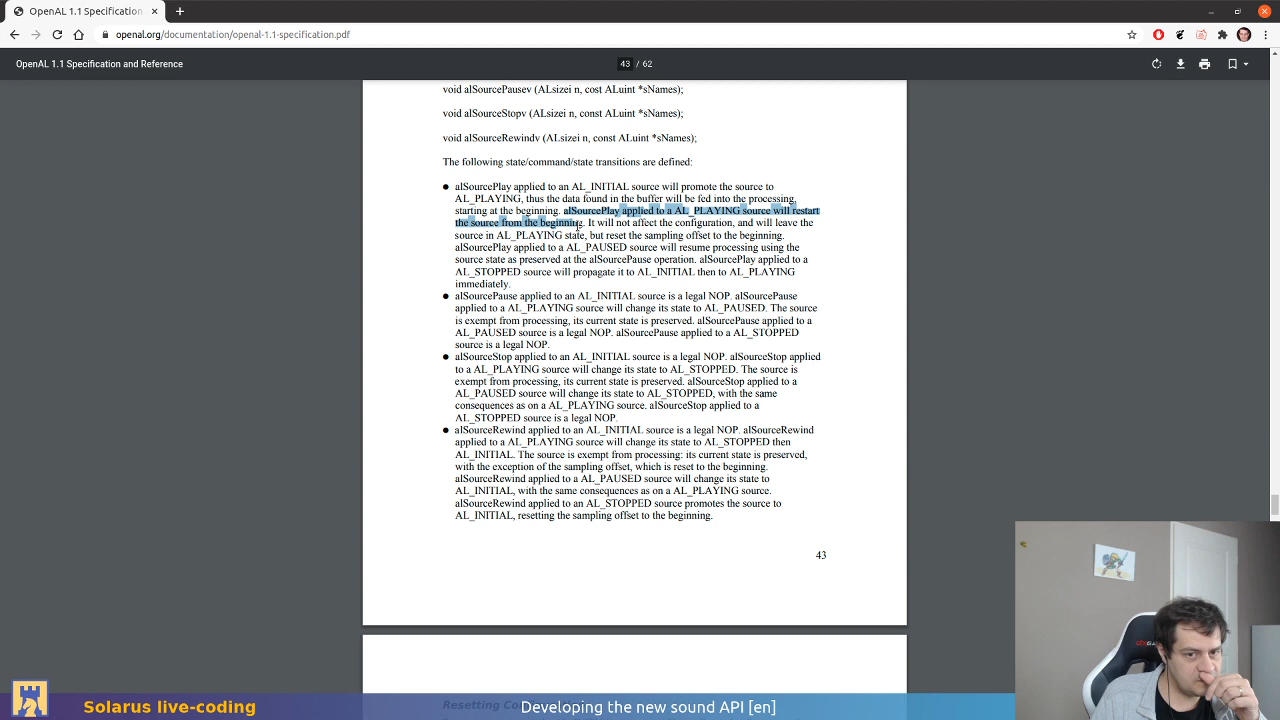 OpenAL 1.1 Specification
openal.org/documentation/openal-1.1-specification.pdf
OpenAL 1.1 Specification and Reference
43 / 62
void alSourcePausev (ALsizei n, cost ALuint *sNames);
void alSourceStopv (ALsizei n, const ALuint *sNames);
void alSourceRewindv (ALsizei n, const ALuint *sNames);
The following state/command/state transitions are defined:
● alSourcePlay applied to an AL_INITIAL source will promote the source to
AL_PLAYING, thus the data found in the buffer will be fed into the processing,
starting at the beginning. alSourcePlay applied to a AL_PLAYING source will restart
the source from the beginning. It will not affect the configuration, and will leave the
source in AL_PLAYING state, but reset the sampling offset to the beginning.
alSourcePlay applied to a AL_PAUSED source will resume processing using the
source state as preserved at the alSourcePause operation. alSourcePlay applied to a
AL_STOPPED source will propagate it to AL_INITIAL then to AL_PLAYING
immediately.
● alSourcePause applied to an AL_INITIAL source is a legal NOP. alSourcePause
applied to a AL_PLAYING source will change its state to AL_PAUSED. The source
is exempt from processing, its current state is preserved. alSourcePause applied to a
AL_PAUSED source is a legal NOP. alSourcePause applied to a AL_STOPPED
source is a legal NOP.
● alSourceStop applied to an AL_INITIAL source is a legal NOP. alSourceStop applied
to a AL_PLAYING source will change its state to AL_STOPPED. The source is
exempt from processing, its current state is preserved. alSourceStop applied to a
AL_PAUSED source will change its state to AL_STOPPED, with the same
consequences as on a AL_PLAYING source. alSourceStop applied to a
AL_STOPPED source is a legal NOP.
● alSourceRewind applied to an AL_INITIAL source is a legal NOP. alSourceRewind
applied to a AL_PLAYING source will change its state to AL_STOPPED then
AL_INITIAL. The source is exempt from processing: its current state is preserved,
with the exception of the sampling offset, which is reset to the beginning.
alSourceRewind applied to a AL_PAUSED source will change its state to
AL_INITIAL, with the same consequences as on a AL_PLAYING source.
alSourceRewind applied to an AL_STOPPED source promotes the source to
AL_INITIAL, resetting the sampling offset to the beginning.
43
Solarus live-coding
Developing the new sound API [en]